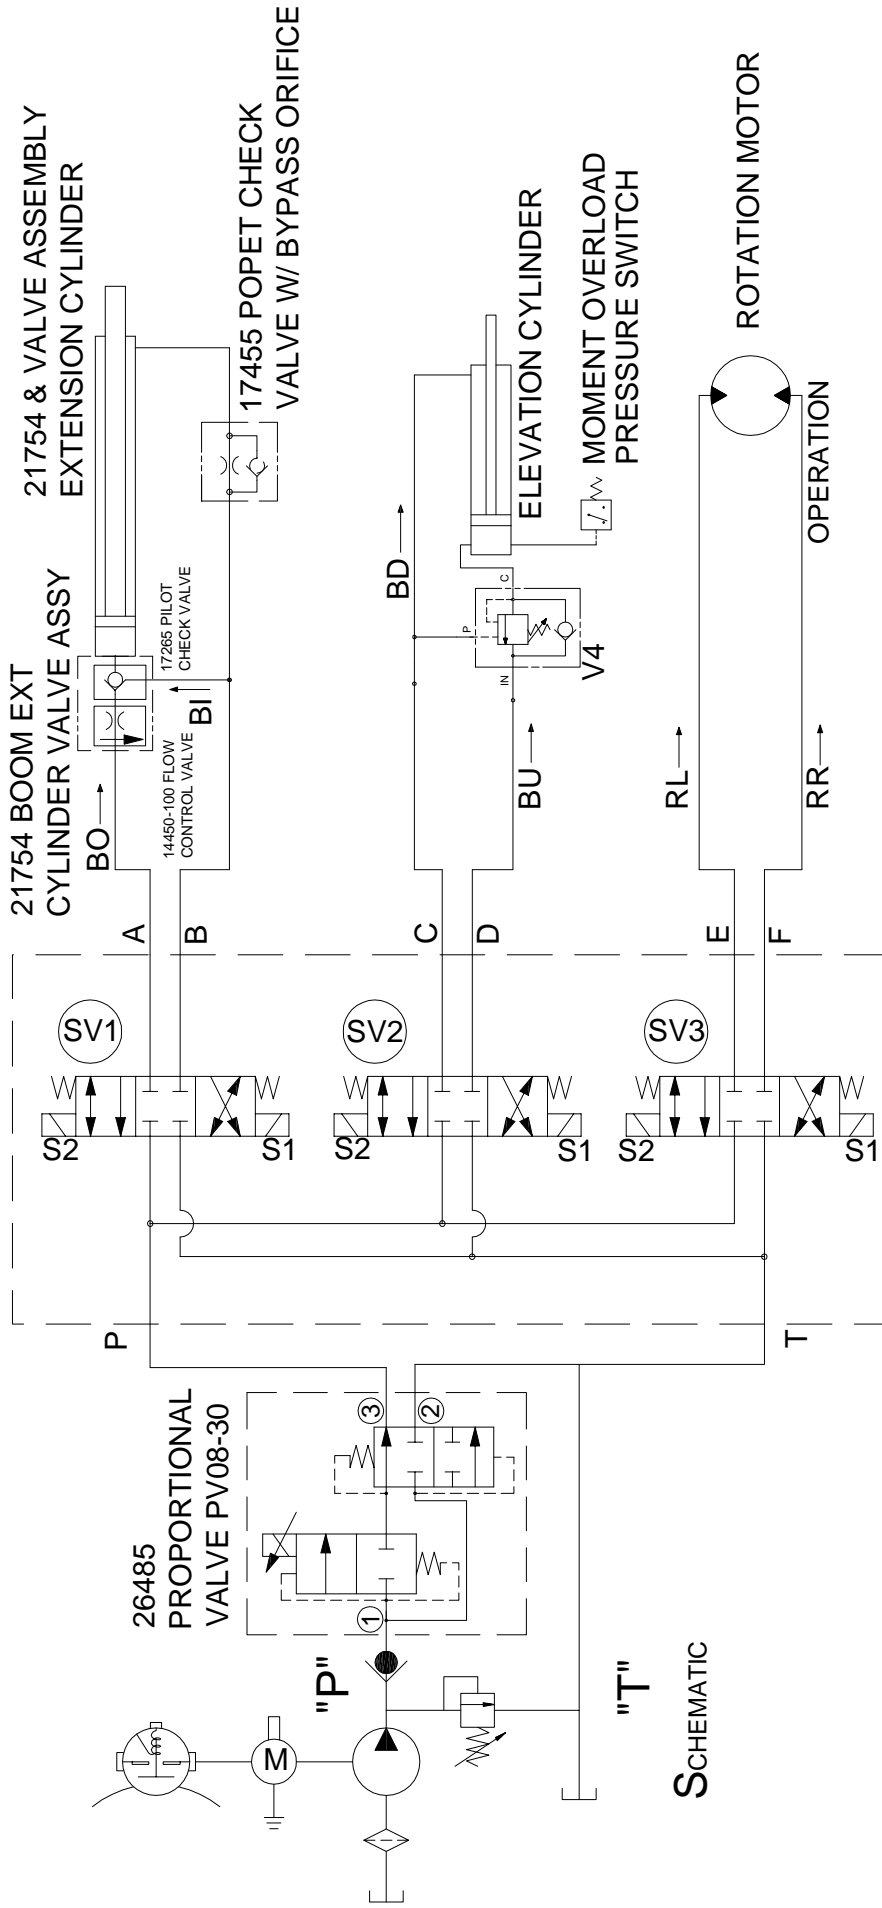 21754 BOOM EXT
CYLINDER VALVE ASSY
21754 & VALVE ASSEMBLY
EXTENSION CYLINDER
BO
14450-100 FLOW
CONTROL VALVE
BI
17265 PILOT
CHECK VALVE
17455 POPET CHECK
VALVE W/ BYPASS ORIFICE
A
B
SV1
S2
S1
P
26485
PROPORTIONAL
VALVE PV08-30
1
3
2
M
"P"
"T"
SCHEMATIC
T
SV2
S2
S1
C
D
BD
BU
P
IN
C
V4
ELEVATION CYLINDER
MOMENT OVERLOAD
PRESSURE SWITCH
SV3
S2
S1
E
F
RL
RR
ROTATION MOTOR
OPERATION